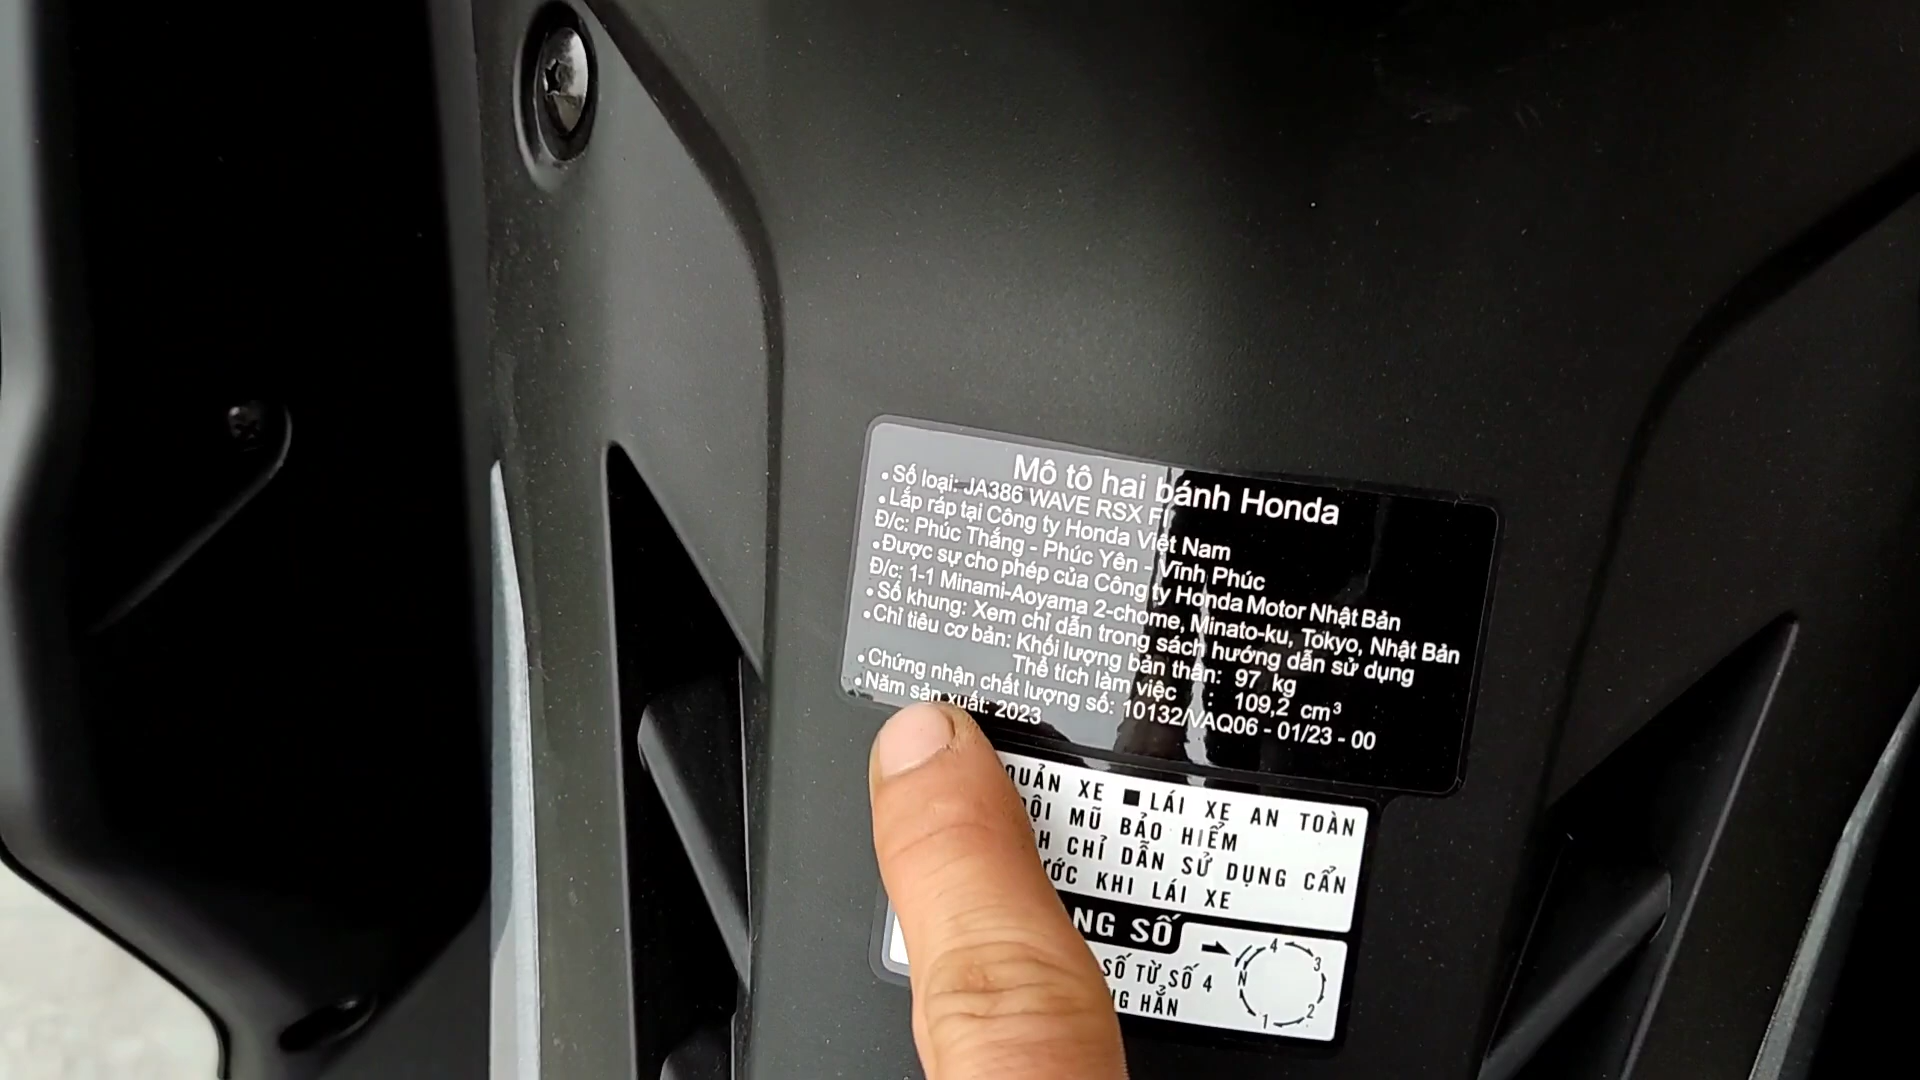 Mô tô hai bánh Honda
• Số loại: JA386 WAVE RSX FI
• Lắp ráp tại Công ty Honda Việt Nam
Đ/c: Phúc Thắng - Phúc Yên - Vĩnh Phúc
• Được sự cho phép của Công ty Honda Motor Nhật Bản
Đ/c: 1-1 Minami-Aoyama 2-chome, Minato-ku, Tokyo, Nhật Bản
• Số khung: Xem chỉ dẫn trong sách hướng dẫn sử dụng
• Chỉ tiêu cơ bản: Khối lượng bản thân: 97 kg
Thể tích làm việc : 109,2 cm³
• Chứng nhận chất lượng số: 10132/VAQ06 - 01/23 - 00
• Năm sản xuất: 2023
QUẢN XE ■ LÁI XE AN TOÀN
ĐỘI MŨ BẢO HIỂM
CHỈ DẪN SỬ DỤNG CẨN
KHI LÁI XE
SỐ
SỐ TỪ SỐ 4
HẲN
4
3
N
2
1